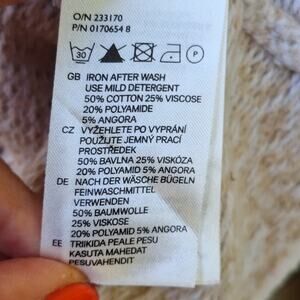 O/N 233170
P/N 0170654 8
30
P
GB IRON AFTER WASH
USE MILD DETERGENT
50% COTTON 25% VISCOSE
20% POLYAMIDE
5% ANGORA
CZ VYŽEHLETE PO VYPRÁNÍ
POUŽIJTE JEMNÝ PRACÍ
PROSTŘEDEK
50% BAVLNA 25% VISKÓZA
20% POLYAMID 5% ANGORA
DE NACH DER WÄSCHE BÜGELN
FEINWASCHMITTEL
VERWENDEN
50% BAUMWOLLE
25% VISKOSE
20% POLYAMID 5% ANGORA
EE TRIIKIDA PEALE PESU
KASUTA MAHEDAT
PESUVAHENDIT